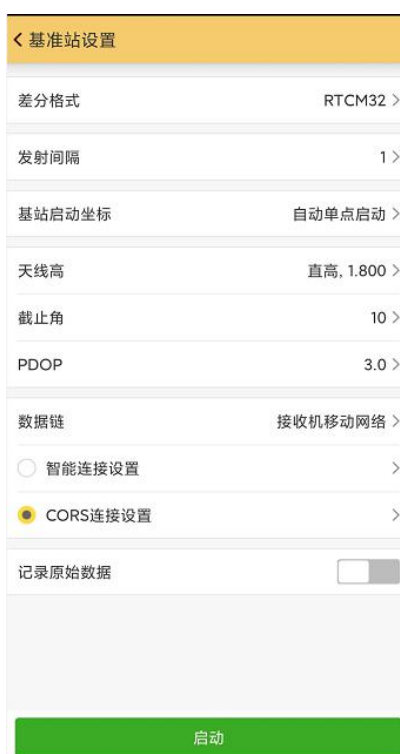 基准站设置
差分格式 RTCM32
发射间隔 1
基站启动坐标 自动单点启动
天线高 直高, 1.800
截止角 10
PDOP 3.0
数据链 接收机移动网络
智能连接设置
CORS连接设置
记录原始数据
启动